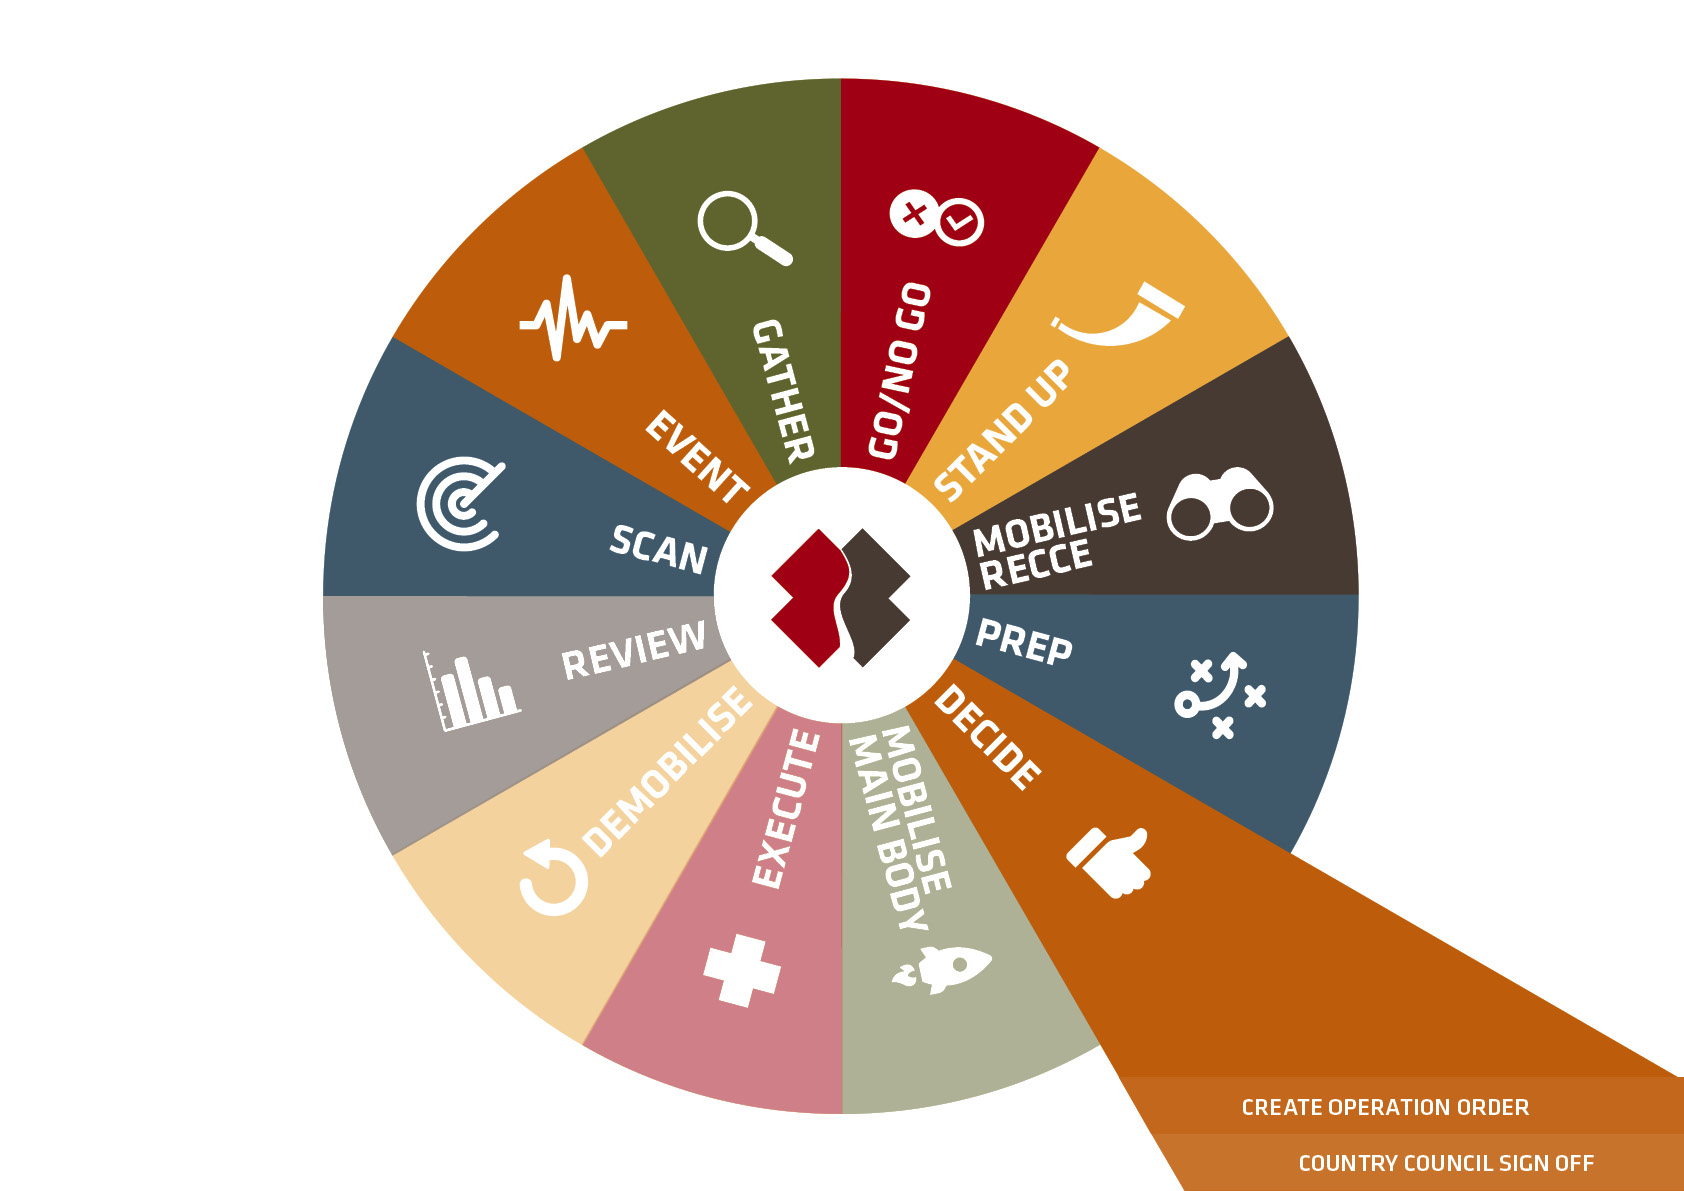 GATHER
GO/NO GO
STAND UP
MOBILISE
RECCE
PREP
DECIDE
MOBILISE
MAIN BODY
EXECUTE
DEMOBILISE
REVIEW
SCAN
EVENT
CREATE OPERATION ORDER
COUNTRY COUNCIL SIGN OFF